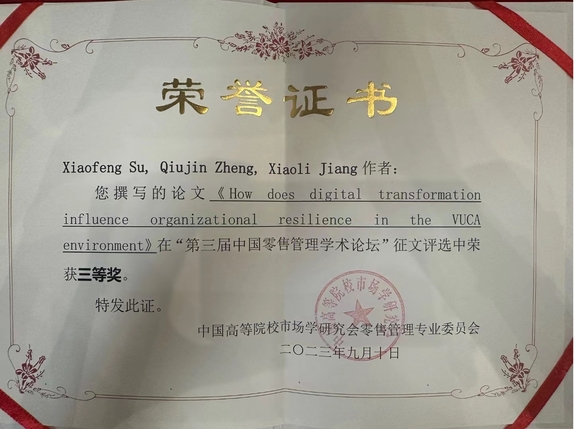 荣誉证书
Xiaofeng Su, Qiujin Zheng, Xiaoli Jiang 作者：
您撰写的论文《How does digital transformation
influence organizational resilience in the VUCA
environment》在“第三届中国零售管理学术论坛”征文评选中荣
获三等奖。
特发此证。
中国高等院校市场学研究会零售管理专业委员会
二〇二三年九月十日